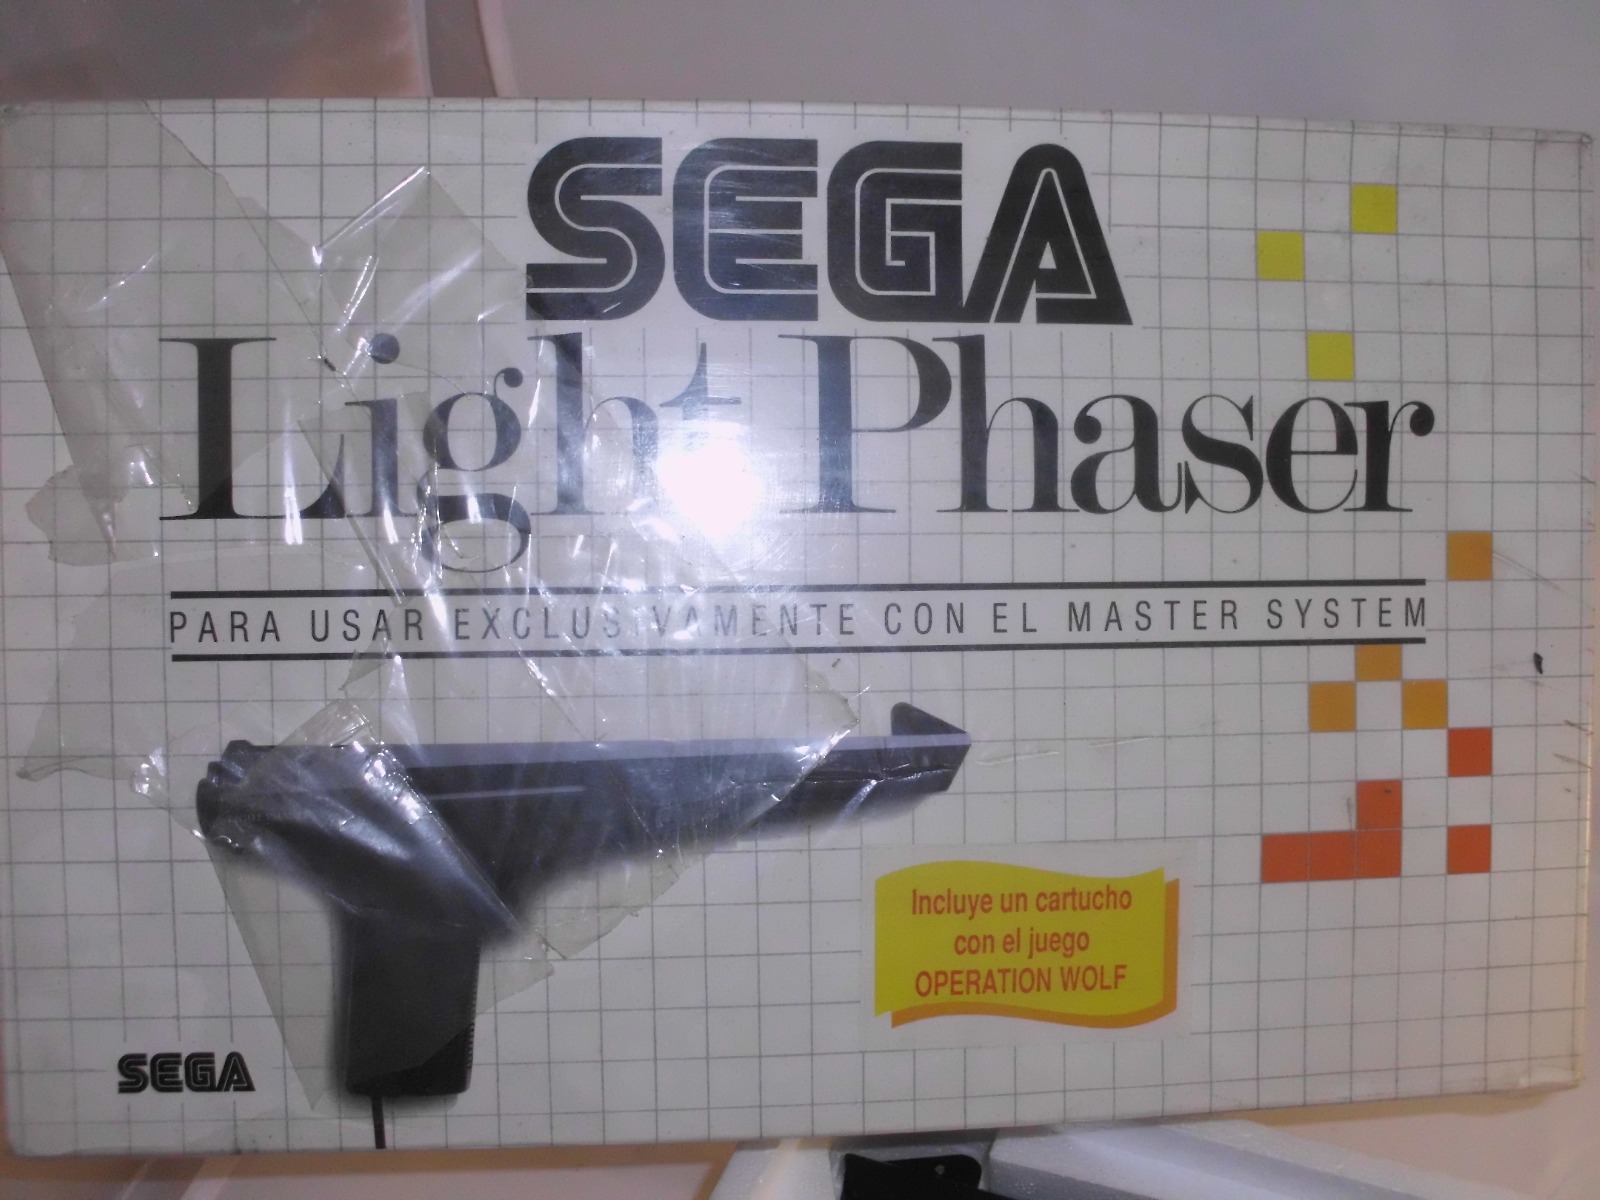 SEGA
Light Phaser
PARA USAR EXCLUSIVAMENTE CON EL MASTER SYSTEM
Incluye un cartucho
con el juego
OPERATION WOLF
SEGA